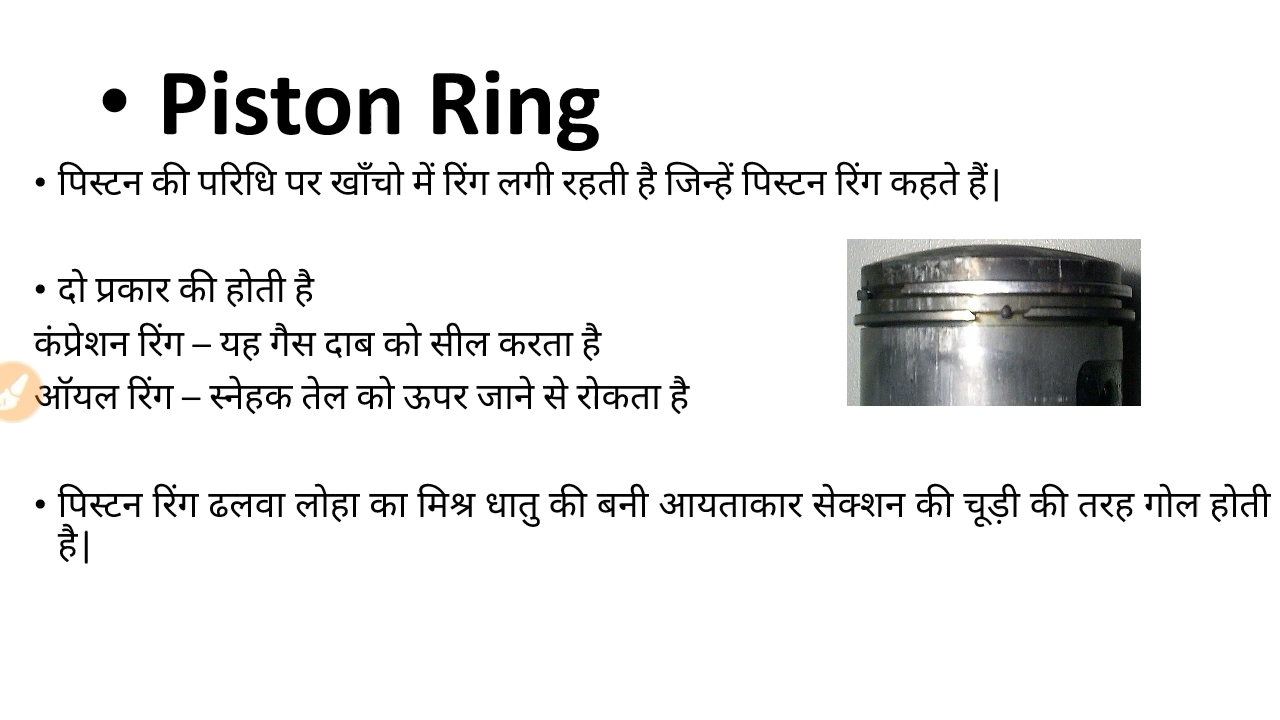 • Piston Ring
• पिस्टन की परिधि पर खाँचो में रिंग लगी रहती है जिन्हें पिस्टन रिंग कहते हैं|
• दो प्रकार की होती है
कंप्रेशन रिंग – यह गैस दाब को सील करता है
ऑयल रिंग – स्नेहक तेल को ऊपर जाने से रोकता है
• पिस्टन रिंग ढलवा लोहा का मिश्र धातु की बनी आयताकार सेक्शन की चूड़ी की तरह गोल होती
है|